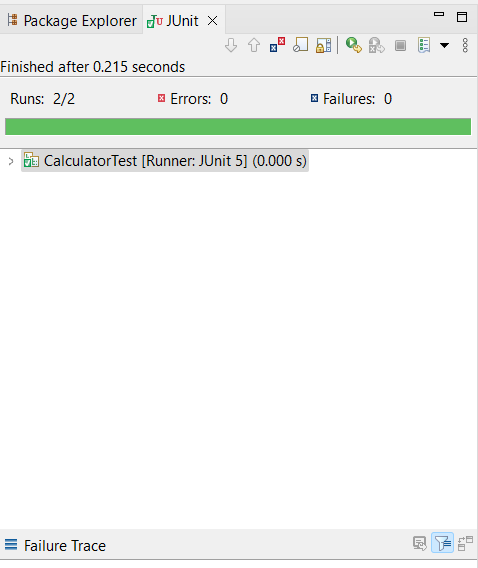 Package Explorer JUnit
Finished after 0.215 seconds
Runs: 2/2 Errors: 0 Failures: 0
CalculatorTest [Runner: JUnit 5] (0.000 s)
Failure Trace